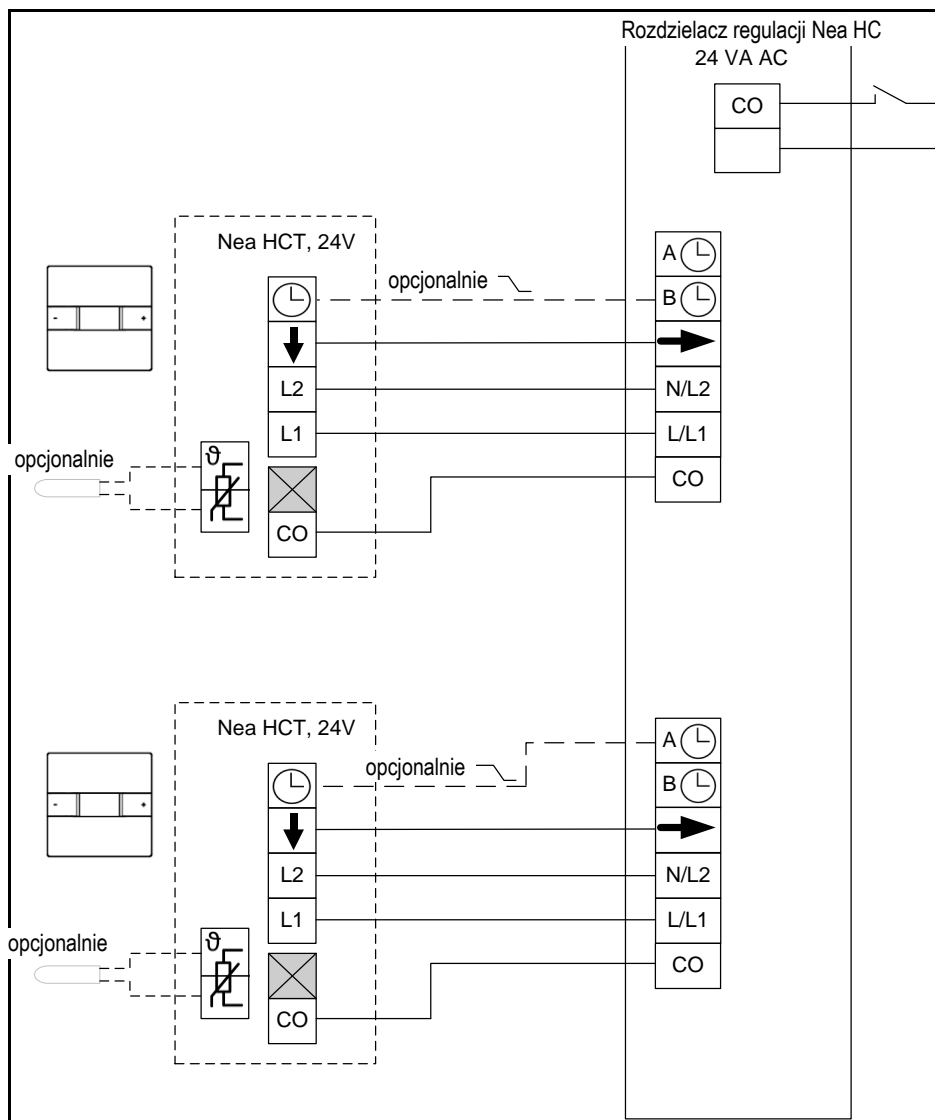 Rozdzielacz regulacji Nea HC
24 VA AC
CO
Nea HCT, 24V
A
opcjonalnie
B
- +
L2
N/L2
L1
L/L1
opcjonalnie
ϑ
CO
CO
Nea HCT, 24V
A
opcjonalnie
B
- +
L2
N/L2
L1
L/L1
opcjonalnie
ϑ
CO
CO